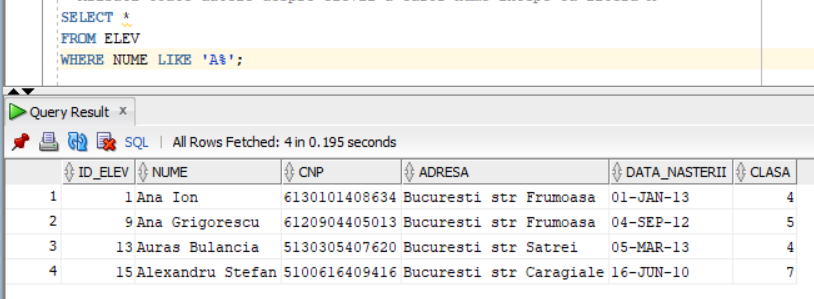 SELECT *
FROM ELEV
WHERE NUME LIKE 'A%';
Query Result x
SQL | All Rows Fetched: 4 in 0.195 seconds
ID_ELEV NUME CNP ADRESA DATA_NASTERII CLASA
1 1 Ana Ion 6130101408634 Bucuresti str Frumoasa 01-JAN-13 4
2 9 Ana Grigorescu 6120904405013 Bucuresti str Frumoasa 04-SEP-12 5
3 13 Auras Bulancia 5130305407620 Bucuresti str Satrei 05-MAR-13 4
4 15 Alexandru Stefan 5100616409416 Bucuresti str Caragiale 16-JUN-10 7